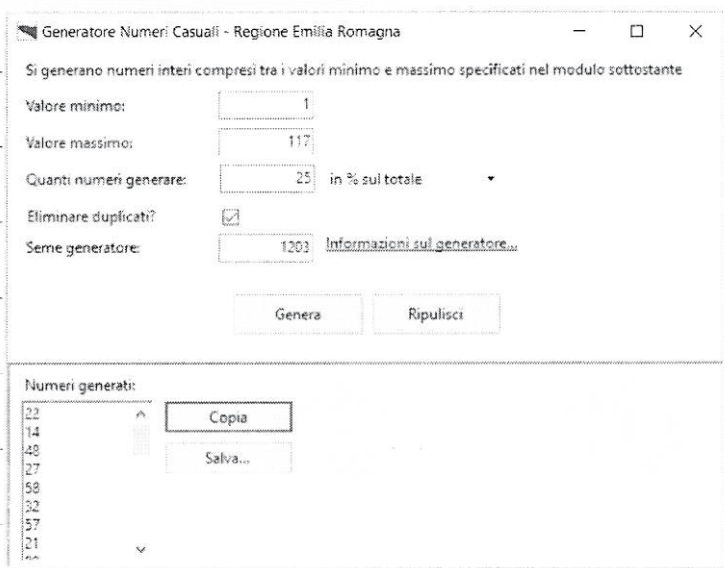 Generatore Numeri Casuali - Regione Emilia Romagna
Si generano numeri interi compresi tra i valori minimo e massimo specificati nel modulo sottostante
Valore minimo: 1
Valore massimo: 117
Quanti numeri generare: 25 in % sul totale
Eliminare duplicati?
Seme generatore: 1203 Informazioni sul generatore...
Genera Ripulisci
Numeri generati:
22
14
48
27
58
32
57
21
Copia
Salva...